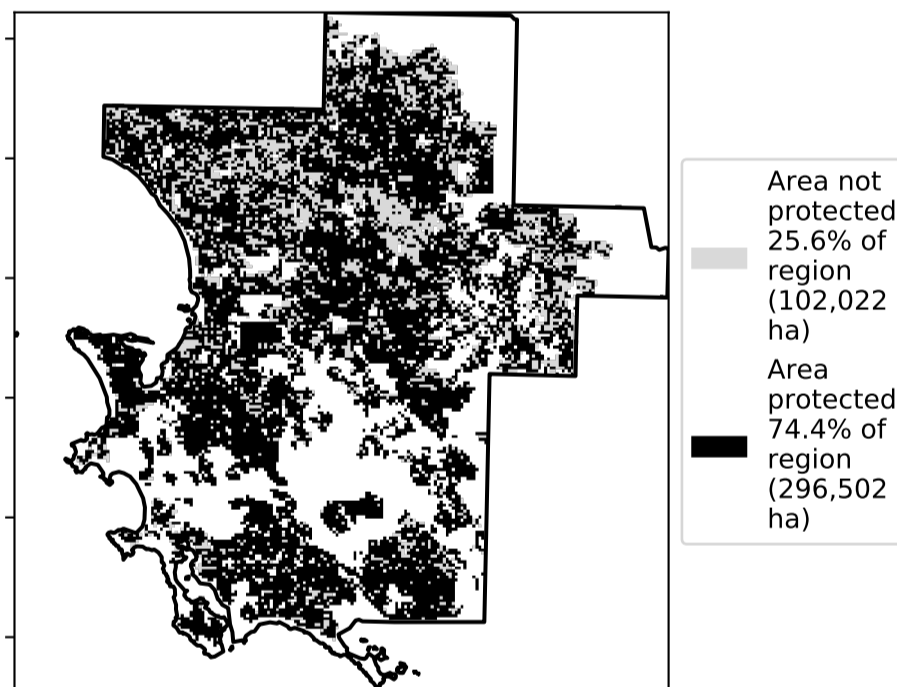 Area not
protected
25.6% of
region
(102,022
ha)
Area
protected
74.4% of
region
(296,502
ha)